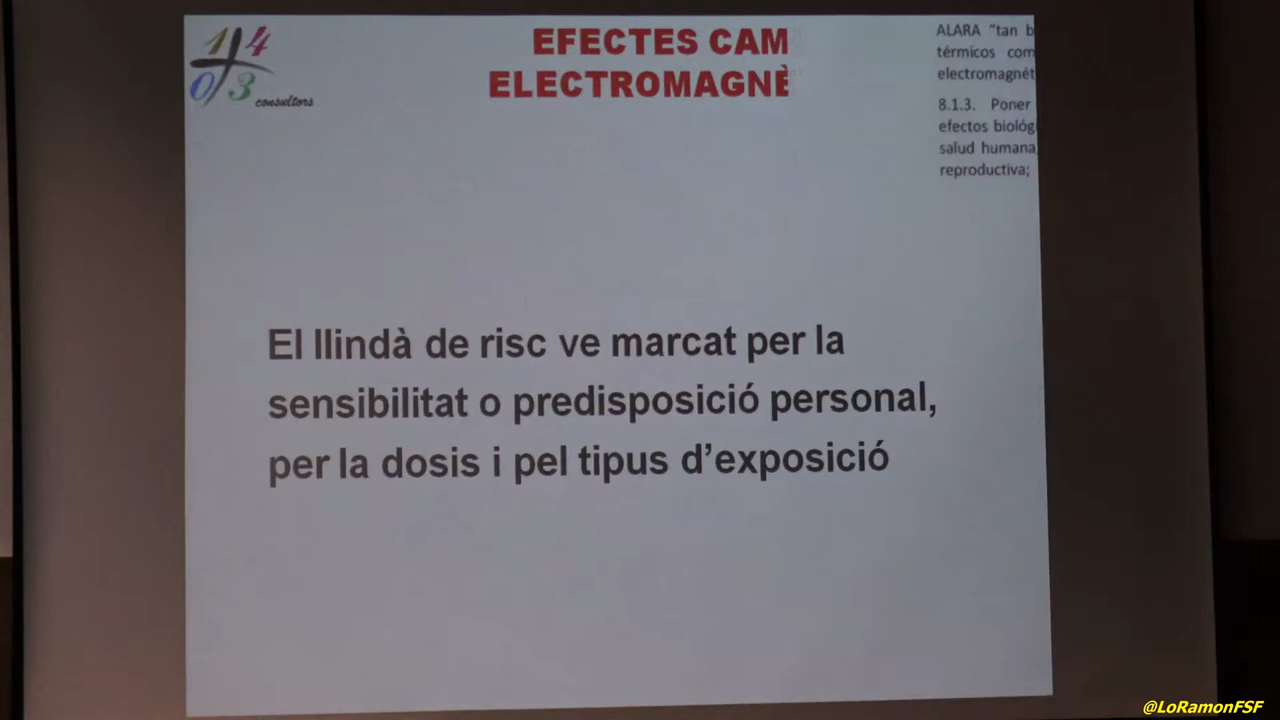 1 4
0 3 consultors
EFECTES CAM
ELECTROMAGNÈ
ALARA "tan b
térmicos com
electromagnét
8.1.3. Poner
efectos biológ
salud humana,
reproductiva;
El llindà de risc ve marcat per la
sensibilitat o predisposició personal,
per la dosis i pel tipus d'exposició
@LoRamonFSF